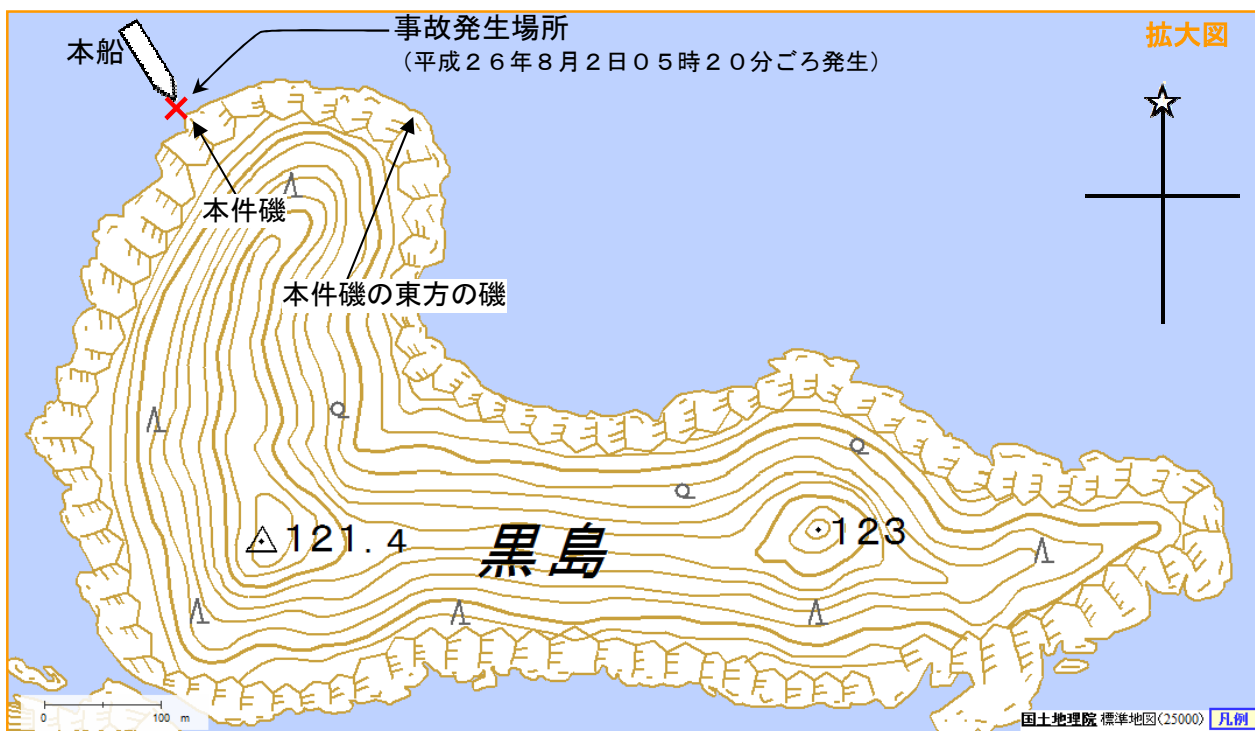 拡大図
事故発生場所
（平成２６年８月２日０５時２０分ごろ発生）
本船
本件磯
本件磯の東方の磯
121.4
黒島
123
0 100 m
国土地理院 標準地図(25000) 凡例